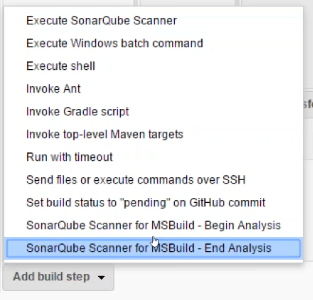 Execute SonarQube Scanner
Execute Windows batch command
Execute shell
Invoke Ant
Invoke Gradle script
Invoke top-level Maven targets
Run with timeout
Send files or execute commands over SSH
Set build status to "pending" on GitHub commit
SonarQube Scanner for MSBuild - Begin Analysis
SonarQube Scanner for MSBuild - End Analysis
Add build step